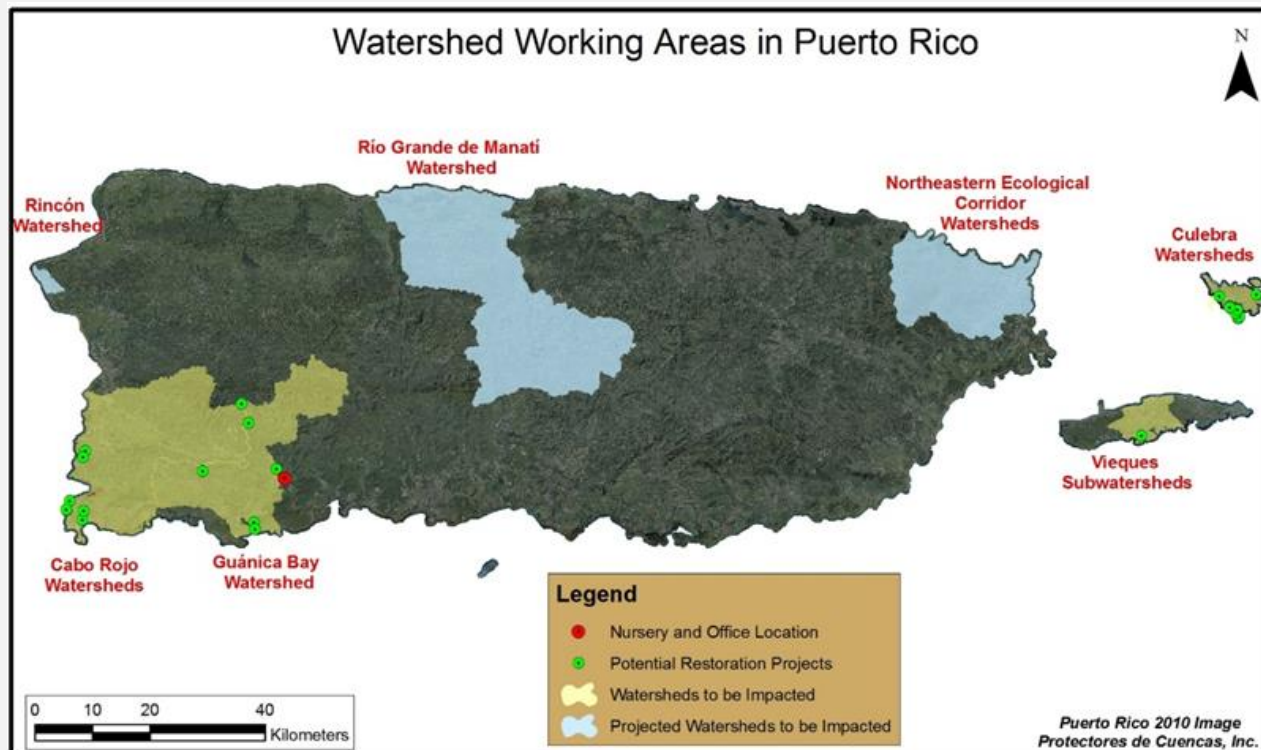 Watershed Working Areas in Puerto Rico
N
Río Grande de Manatí
Watershed
Northeastern Ecological
Corridor
Watersheds
Rincón
Watershed
Culebra
Watersheds
Vieques
Subwatersheds
Cabo Rojo
Watersheds
Guánica Bay
Watershed
Legend
Nursery and Office Location
Potential Restoration Projects
Watersheds to be Impacted
Projected Watersheds to be Impacted
0 10 20 40
Kilometers
Puerto Rico 2010 Image
Protectores de Cuencas, Inc.